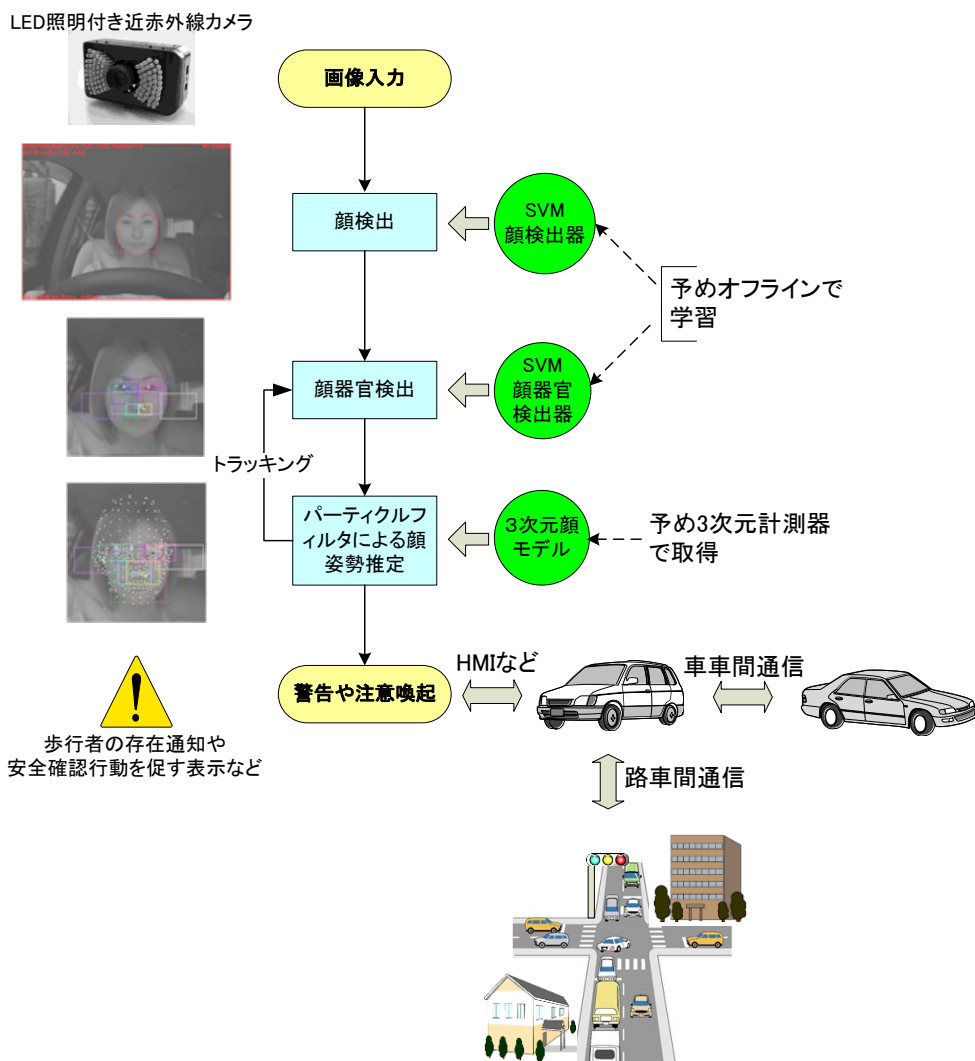 LED照明付き近赤外線カメラ
画像入力
顔検出
SVM
顔検出器
予めオフラインで
学習
顔器官検出
SVM
顔器官
検出器
トラッキング
パーティクルフ
ィルタによる顔
姿勢推定
3次元顔
モデル
予め3次元計測器
で取得
警告や注意喚起
HMIなど
車車間通信
歩行者の存在通知や
安全確認行動を促す表示など
路車間通信